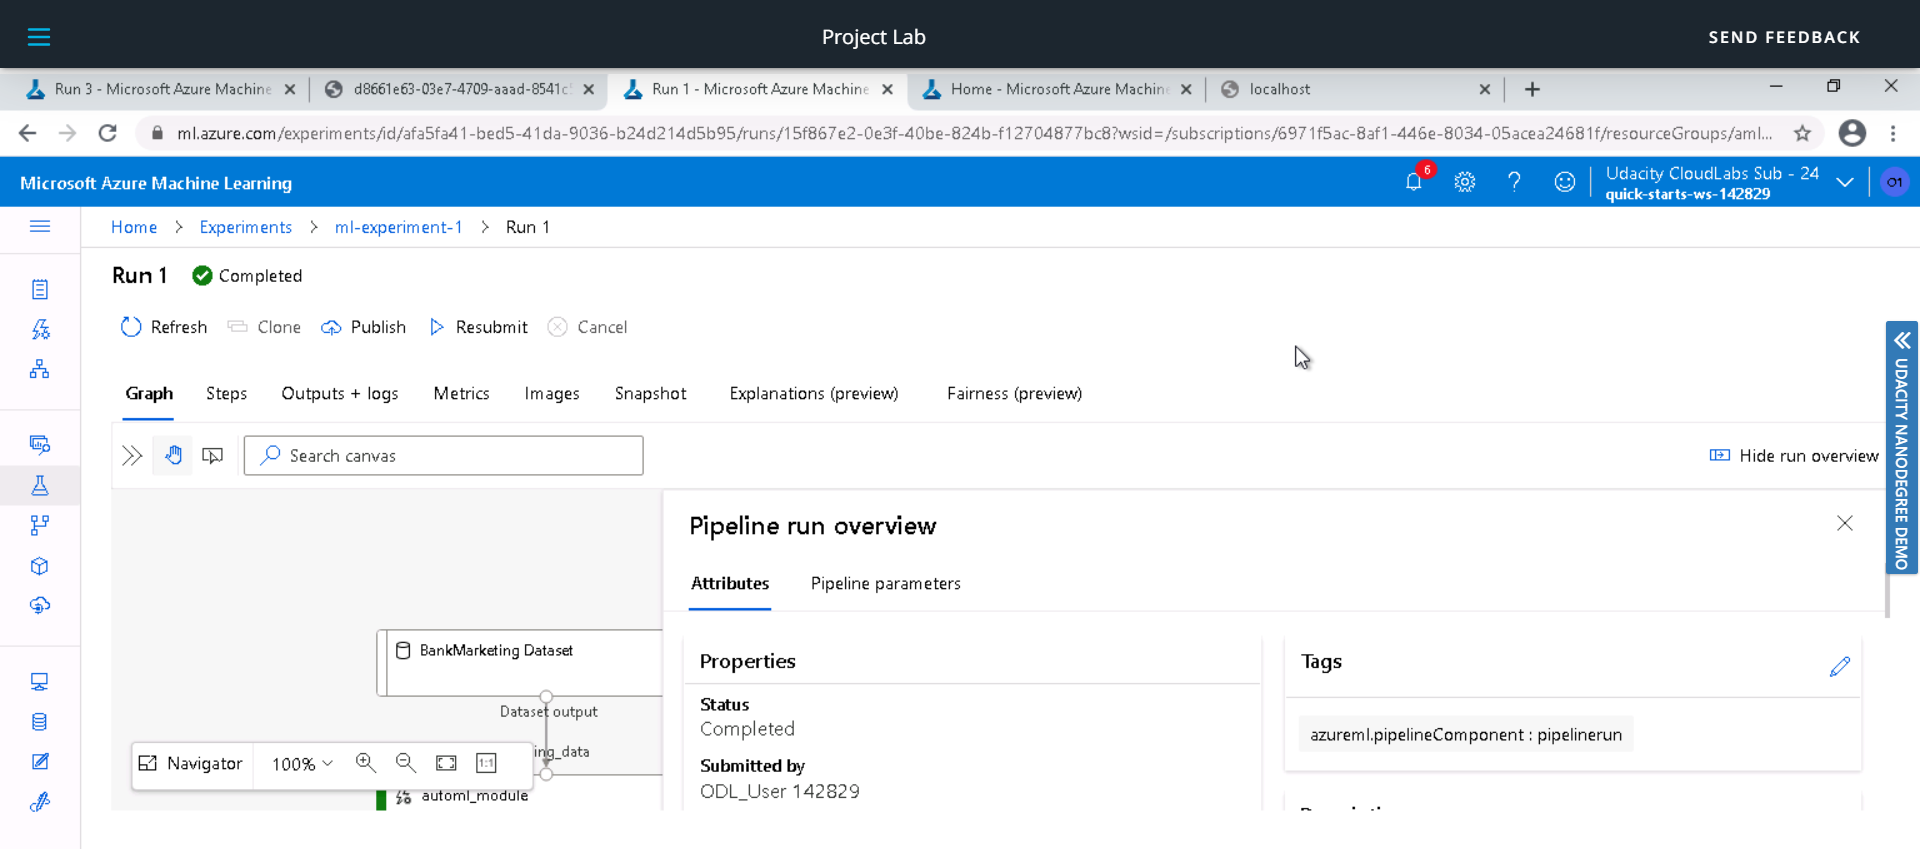 Project Lab
SEND FEEDBACK
Run 3 - Microsoft Azure Machine
d8661e63-03e7-4709-aaad-8541c
Run 1 - Microsoft Azure Machine
Home - Microsoft Azure Machin
localhost
ml.azure.com/experiments/id/afa5fa41-bed5-41da-9036-b24d214d5b95/runs/15f867e2-0e3f-40be-824b-f12704877bc8?wsid=/subscriptions/6971f5ac-8af1-446e-8034-05acea24681f/resourceGroups/aml...
Microsoft Azure Machine Learning
6
Udacity CloudLabs Sub - 24
quick-starts-ws-142829
O1
Home > Experiments > ml-experiment-1 > Run 1
Run 1 Completed
Refresh Clone Publish Resubmit Cancel
Graph Steps Outputs + logs Metrics Images Snapshot Explanations (preview) Fairness (preview)
Search canvas
Hide run overview
UDACITY NANODEGREE DEMO
Pipeline run overview
Attributes Pipeline parameters
BankMarketing Dataset
Dataset output
ing_data
Navigator 100% 1:1
automl_module
Properties
Status
Completed
Submitted by
ODL_User 142829
Tags
azureml.pipelineComponent : pipelinerun